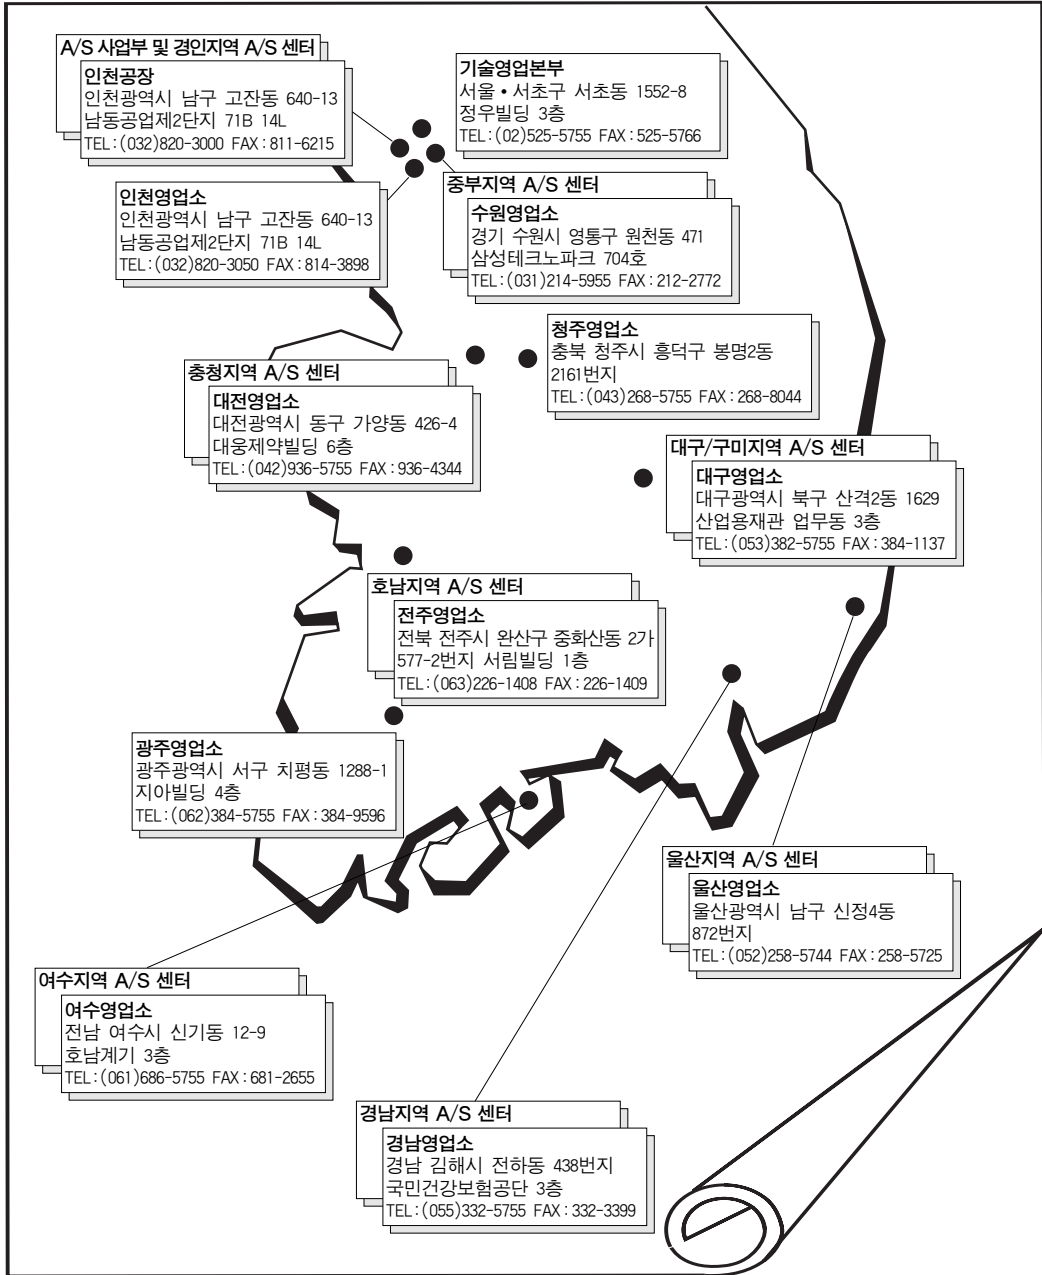 A/S 사업부 및 경인지역 A/S 센터
인천공장
인천광역시 남구 고잔동 640-13
남동공업제2단지 71B 14L
TEL:(032)820-3000 FAX:811-6215
기술영업본부
서울•서초구 서초동 1552-8
정우빌딩 3층
TEL:(02)525-5755 FAX:525-5766
인천영업소
인천광역시 남구 고잔동 640-13
남동공업제2단지 71B 14L
TEL:(032)820-3050 FAX:814-3898
중부지역 A/S 센터
수원영업소
경기 수원시 영통구 원천동 471
삼성테크노파크 704호
TEL:(031)214-5955 FAX:212-2772
청주영업소
충북 청주시 흥덕구 봉명2동
2161번지
TEL:(043)268-5755 FAX:268-8044
충청지역 A/S 센터
대전영업소
대전광역시 동구 가양동 426-4
대웅제약빌딩 6층
TEL:(042)936-5755 FAX:936-4344
대구/구미지역 A/S 센터
대구영업소
대구광역시 북구 산격2동 1629
산업용재관 업무동 3층
TEL:(053)382-5755 FAX:384-1137
호남지역 A/S 센터
전주영업소
전북 전주시 완산구 중화산동 2가
577-2번지 서림빌딩 1층
TEL:(063)226-1408 FAX:226-1409
광주영업소
광주광역시 서구 치평동 1288-1
지아빌딩 4층
TEL:(062)384-5755 FAX:384-9596
울산지역 A/S 센터
울산영업소
울산광역시 남구 신정4동
872번지
TEL:(052)258-5744 FAX:258-5725
여수지역 A/S 센터
여수영업소
전남 여수시 신기동 12-9
호남계기 3층
TEL:(061)686-5755 FAX:681-2655
경남지역 A/S 센터
경남영업소
경남 김해시 전하동 438번지
국민건강보험공단 3층
TEL:(055)332-5755 FAX:332-3399